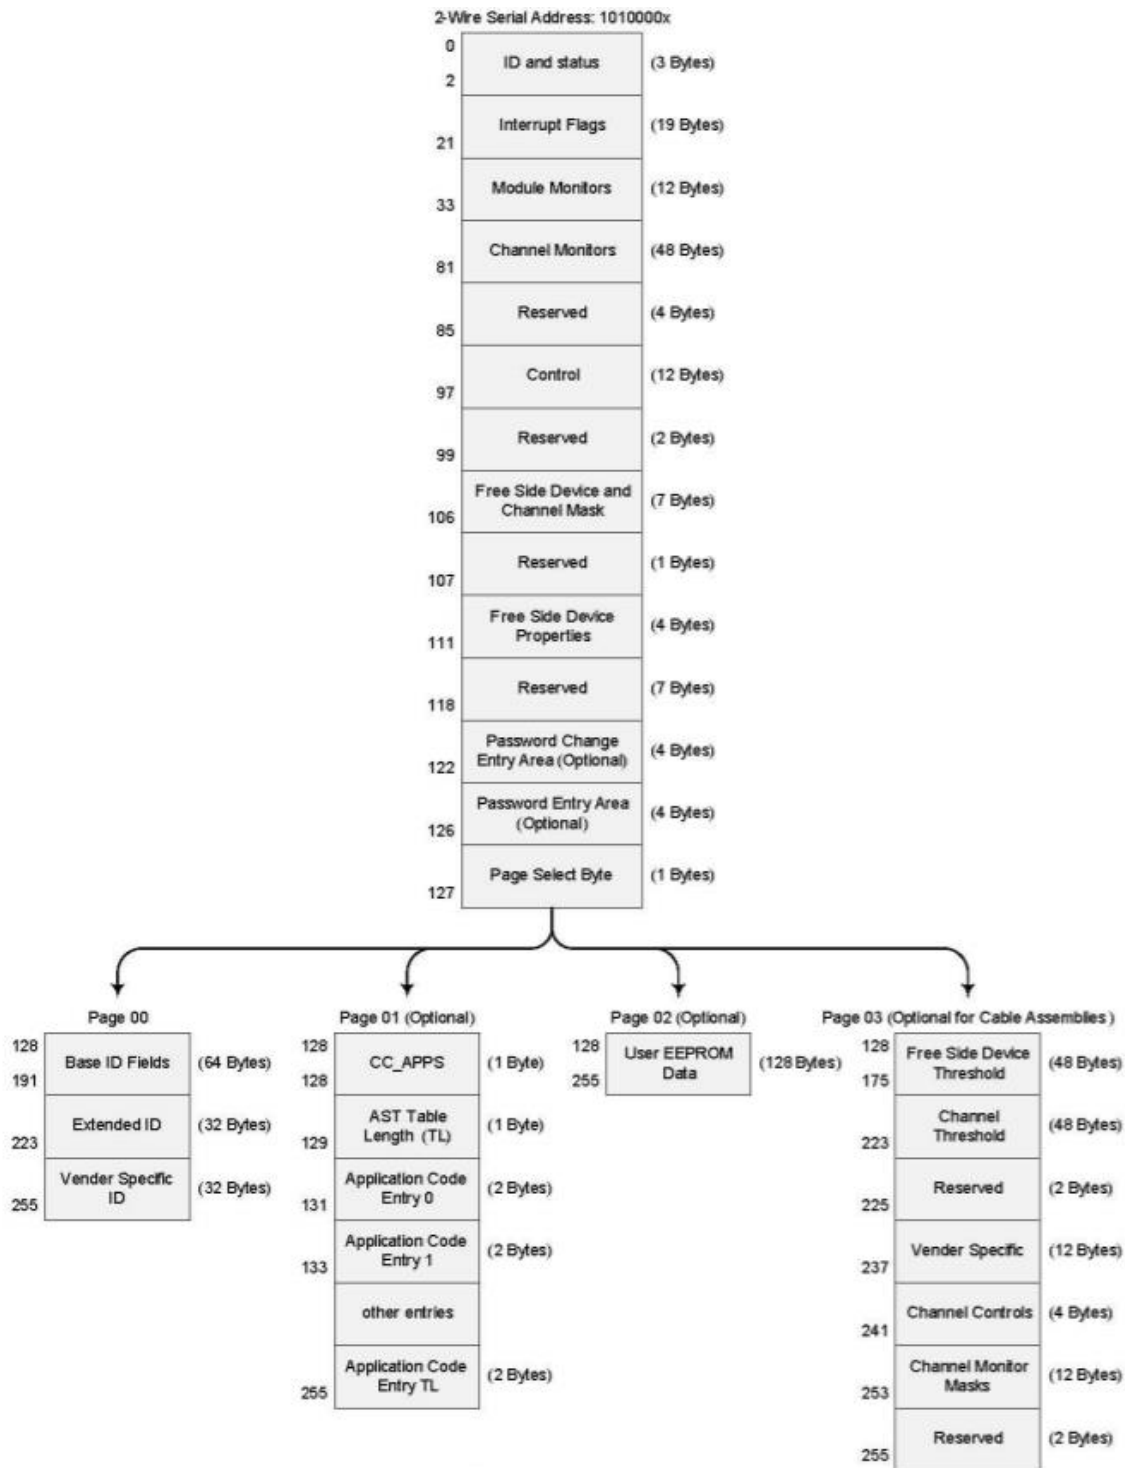 2-Wire Serial Address: 1010000x
0
ID and status
(3 Bytes)
2
Interrupt Flags
(19 Bytes)
21
Module Monitors
(12 Bytes)
33
Channel Monitors
(48 Bytes)
81
Reserved
(4 Bytes)
85
Control
(12 Bytes)
97
Reserved
(2 Bytes)
99
Free Side Device and
Channel Mask
(7 Bytes)
106
Reserved
(1 Bytes)
107
Free Side Device
Properties
(4 Bytes)
111
Reserved
(7 Bytes)
118
Password Change
Entry Area (Optional)
(4 Bytes)
122
Password Entry Area
(Optional)
(4 Bytes)
126
Page Select Byte
(1 Bytes)
127
Page 00
128
Base ID Fields
(64 Bytes)
191
Extended ID
(32 Bytes)
223
Vender Specific
ID
(32 Bytes)
255
Page 01 (Optional)
128
CC_APPS
(1 Byte)
128
AST Table
Length (TL)
(1 Byte)
129
Application Code
Entry 0
(2 Bytes)
131
Application Code
Entry 1
(2 Bytes)
133
other entries
Application Code
Entry TL
(2 Bytes)
255
Page 02 (Optional)
128
User EEPROM
Data
(128 Bytes)
255
Page 03 (Optional for Cable Assemblies)
128
Free Side Device
Threshold
(48 Bytes)
175
Channel
Threshold
(48 Bytes)
223
Reserved
(2 Bytes)
225
Vender Specific
(12 Bytes)
237
Channel Controls
(4 Bytes)
241
Channel Monitor
Masks
(12 Bytes)
253
Reserved
(2 Bytes)
255